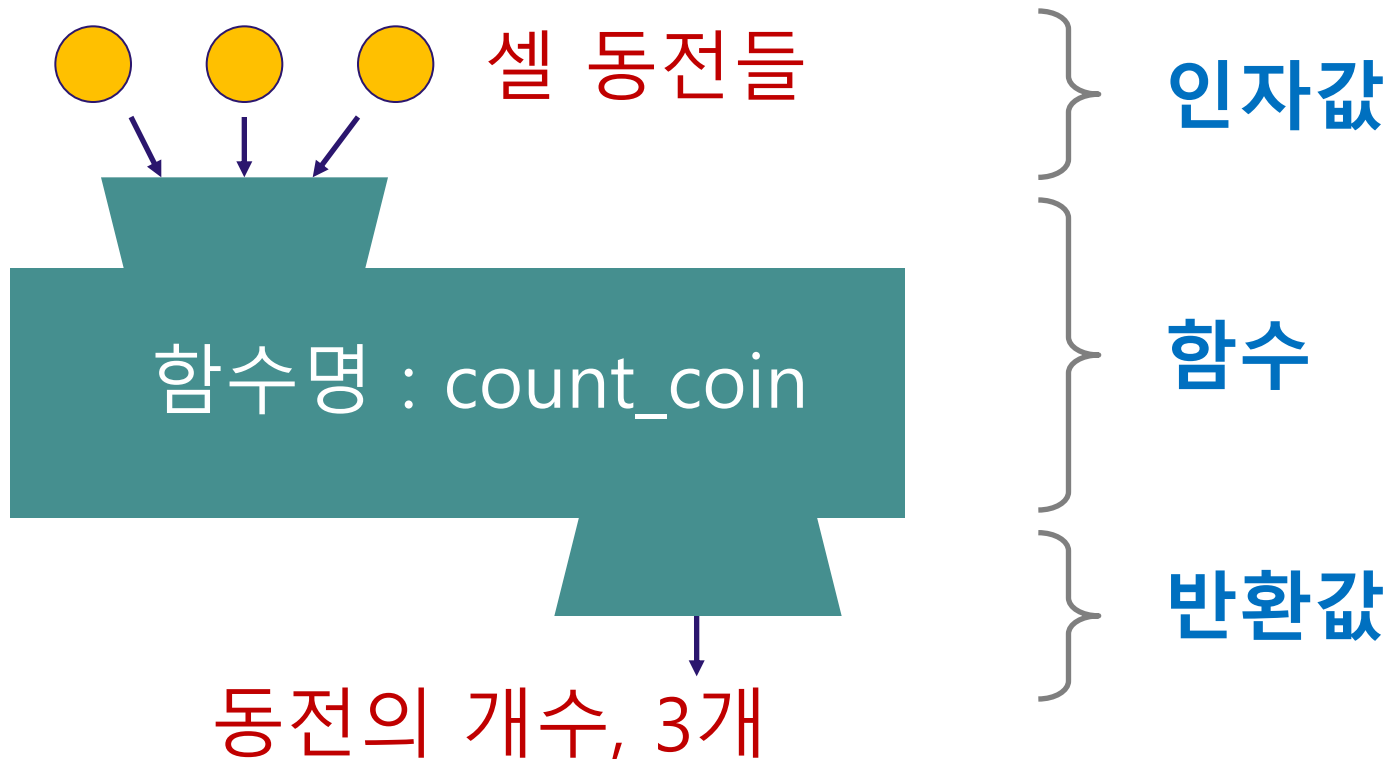 셀 동전들
인자값
함수명 : count_coin
함수
반환값
동전의 개수, 3개